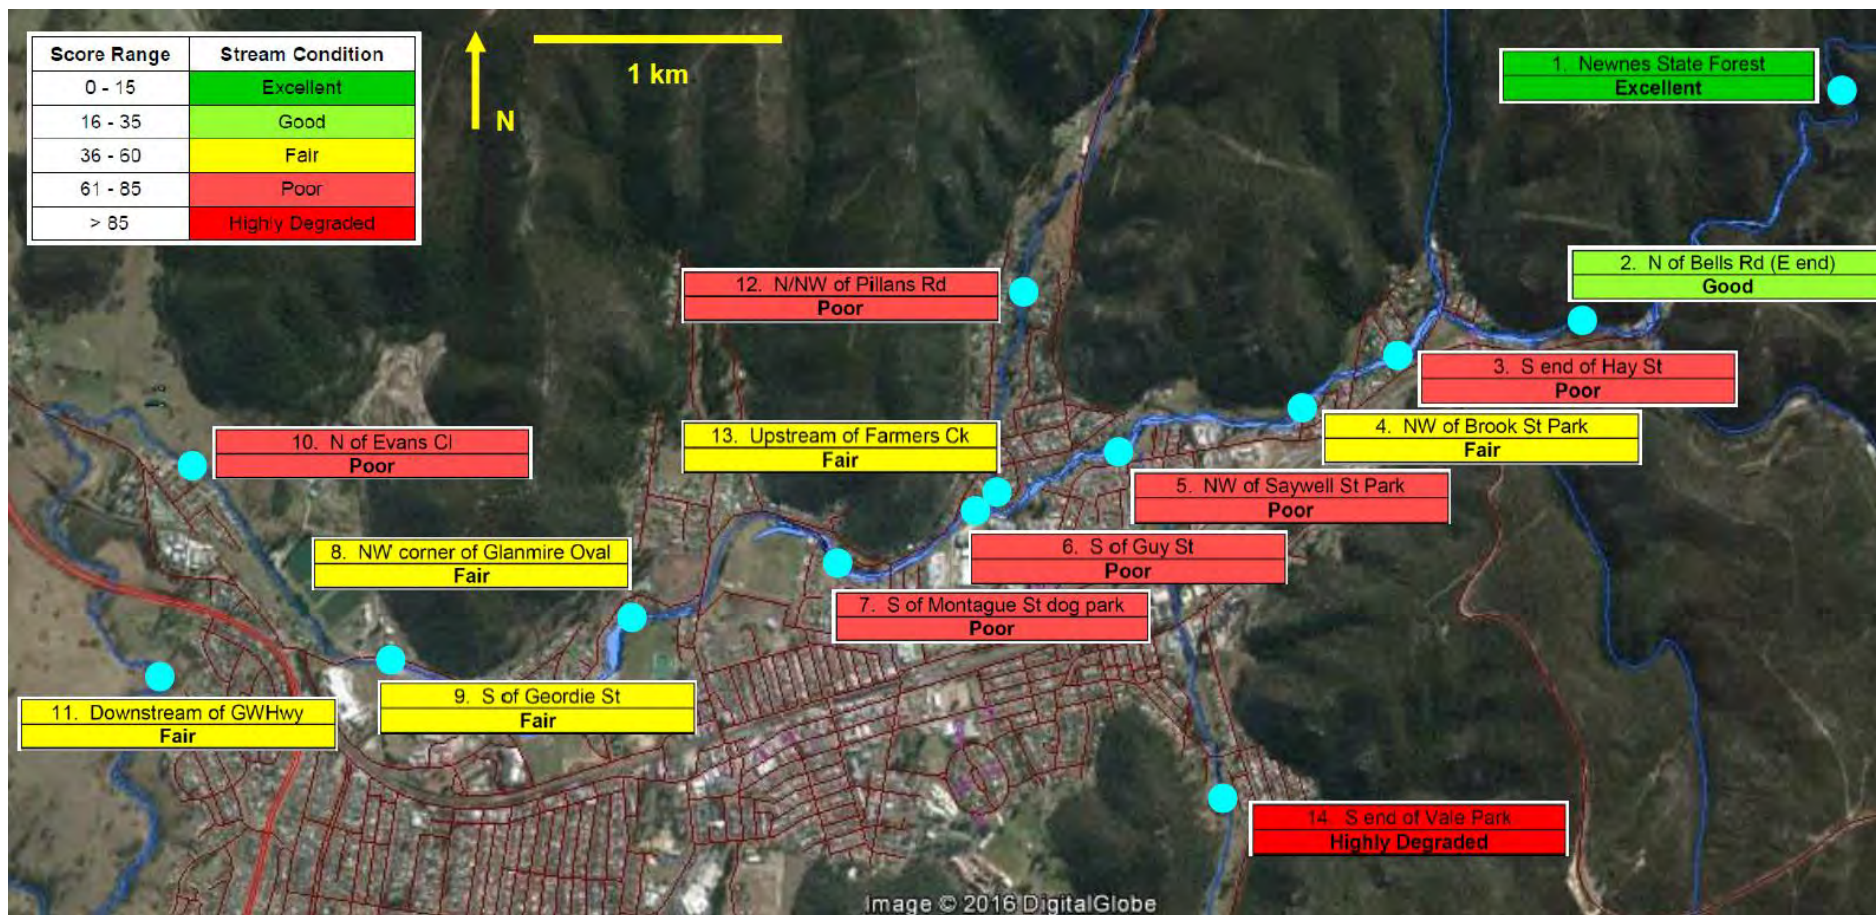 Score Range Stream Condition
0 - 15 Excellent
16 - 35 Good
36 - 60 Fair
61 - 85 Poor
> 85 Highly Degraded
N
1 km
1. Newnes State Forest
Excellent
2. N of Bells Rd (E end)
Good
12. N/NW of Pillans Rd
Poor
3. S end of Hay St
Poor
4. NW of Brook St Park
Fair
13. Upstream of Farmers Ck
Fair
10. N of Evans Cl
Poor
5. NW of Saywell St Park
Poor
8. NW corner of Glanmire Oval
Fair
6. S of Guy St
Poor
7. S of Montague St dog park
Poor
9. S of Geordie St
Fair
11. Downstream of GWHwy
Fair
14. S end of Vale Park
Highly Degraded
Image © 2016 DigitalGlobe